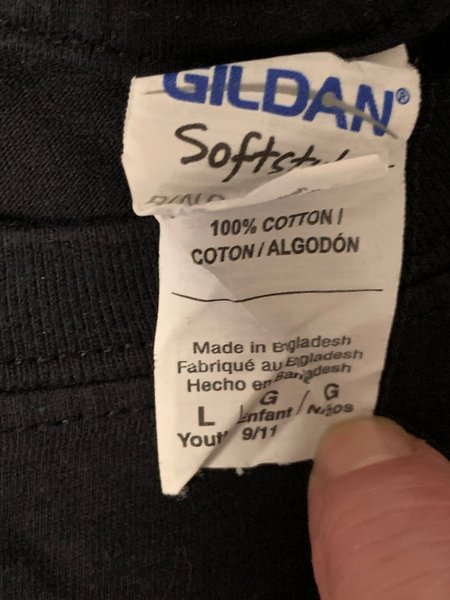 GILDAN®
100% COTTON /
COTON / ALGODÓN
Made in Bangladesh
Fabriqué au Bangladesh
Hecho en Bangladesh
L G / G
Youth Enfant Niños
9/11